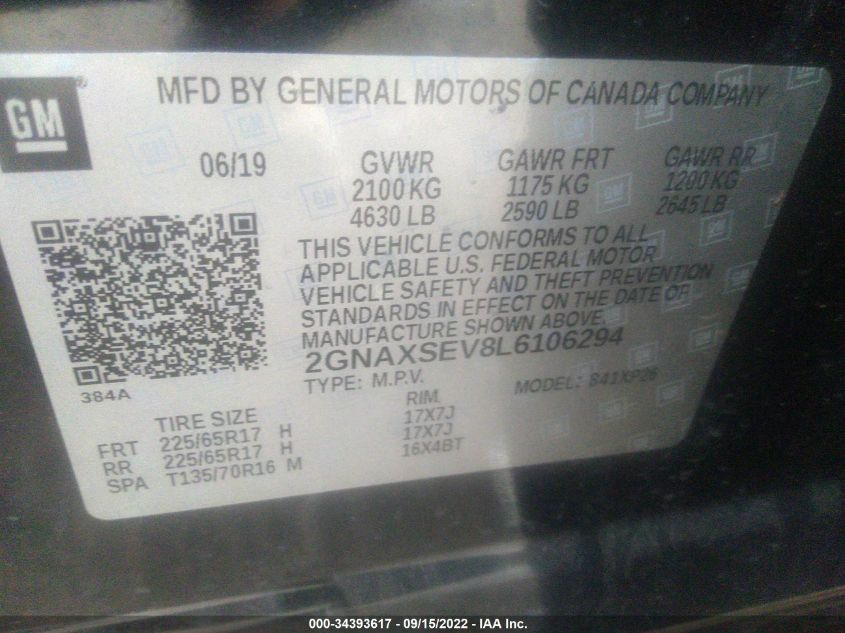 MFD BY GENERAL MOTORS OF CANADA COMPANY
GM
06/19 GVWR GAWR FRT GAWR RR
2100 KG 1175 KG 1200 KG
4630 LB 2590 LB 2645 LB
THIS VEHICLE CONFORMS TO ALL
APPLICABLE U.S. FEDERAL MOTOR
VEHICLE SAFETY AND THEFT PREVENTION
STANDARDS IN EFFECT ON THE DATE OF
MANUFACTURE SHOWN ABOVE.
2GNAXSEV8L6106294
384A
TYPE: M.P.V. MODEL: 841XP26
TIRE SIZE RIM
FRT 225/65R17 H 17X7J
RR 225/65R17 H 17X7J
SPA T135/70R16 M 16X4BT
000-34393617 - 09/15/2022 - IAA Inc.